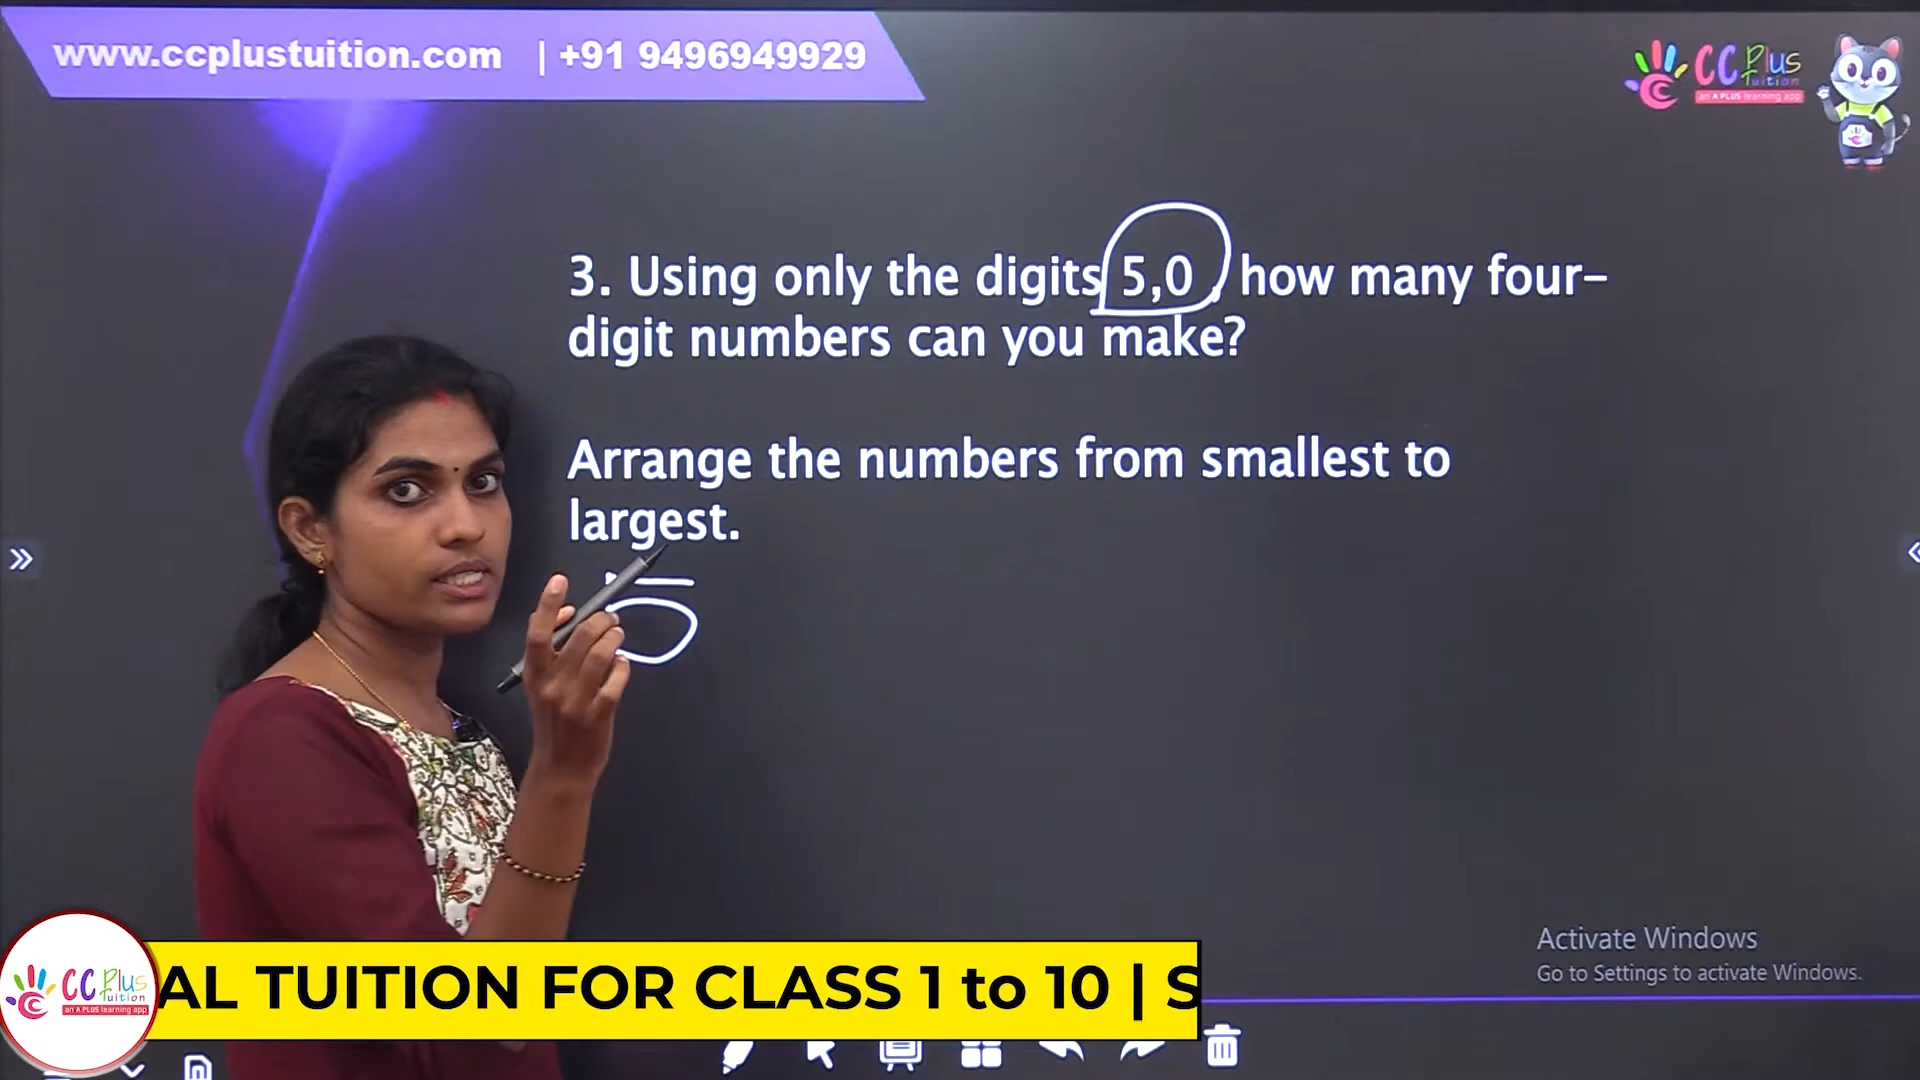 www.ccplustuition.com | +91 9496949929
CC Plus
Tuition
an A PLUS learning app
3. Using only the digits 5,0 , how many four-
digit numbers can you make?
Arrange the numbers from smallest to
largest.
5
Activate Windows
Go to Settings to activate Windows.
CC Plus
Tuition
an A PLUS learning app
AL TUITION FOR CLASS 1 to 10 | S